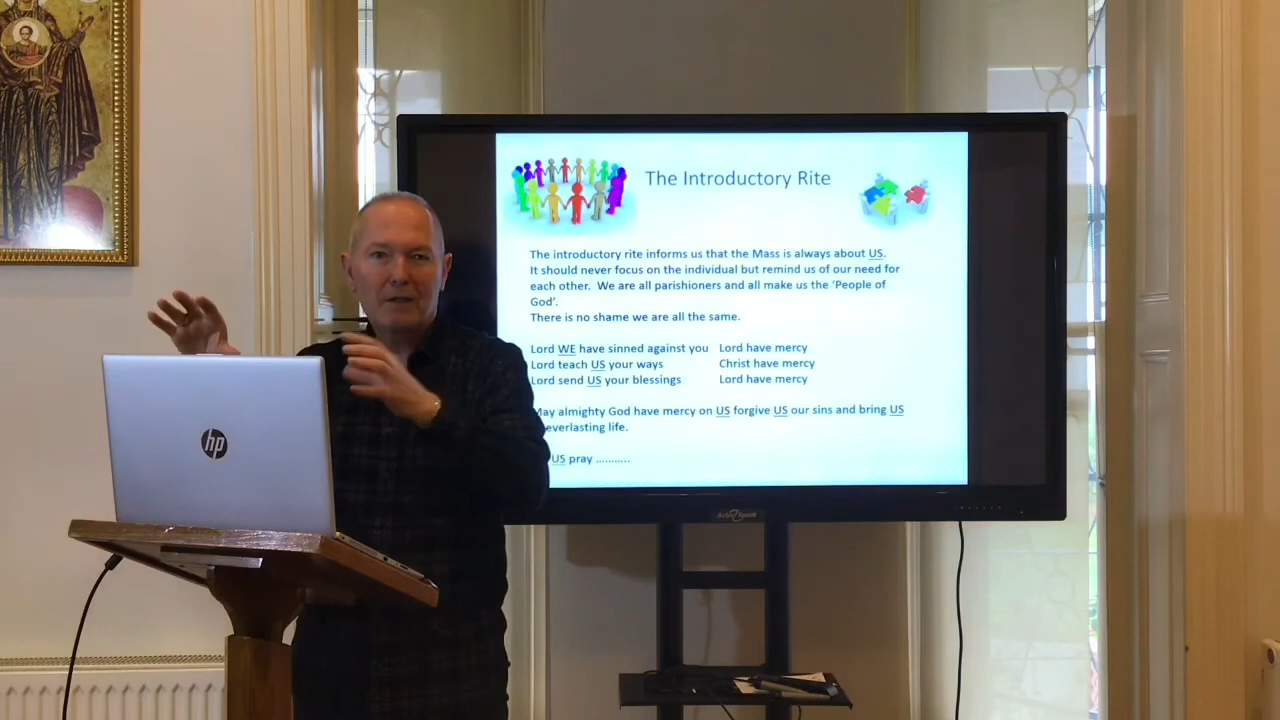 The Introductory Rite
The introductory rite informs us that the Mass is always about US.
It should never focus on the individual but remind us of our need for
each other. We are all parishioners and all make us the 'People of
God'.
There is no shame we are all the same.
Lord WE have sinned against you Lord have mercy
Lord teach US your ways Christ have mercy
Lord send US your blessings Lord have mercy
May almighty God have mercy on US forgive US our sins and bring US
everlasting life.
US pray ...........
hp